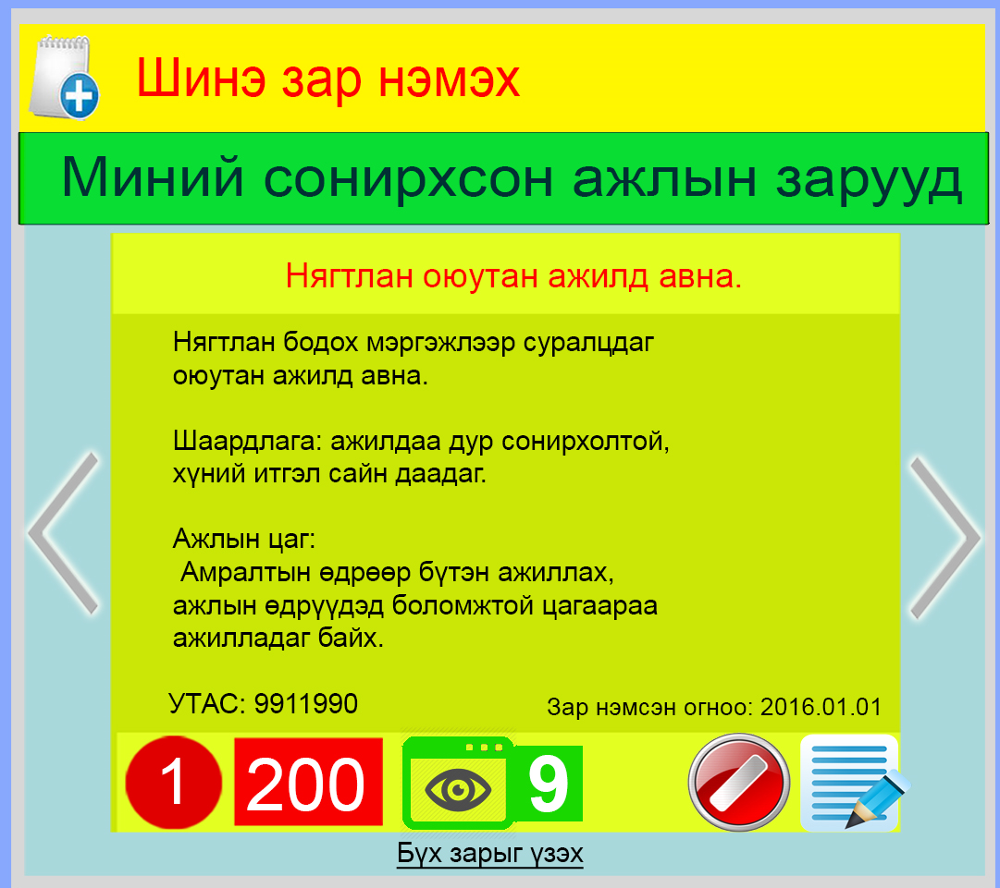 Шинэ зар нэмэх
Миний сонирхсон ажлын зарууд
Нягтлан оюутан ажилд авна.
Нягтлан бодох мэргэжлээр суралцдаг
оюутан ажилд авна.
Шаардлага: ажилдаа дур сонирхолтой,
хүний итгэл сайн даадаг.
Ажлын цаг:
Амралтын өдрөөр бүтэн ажиллах,
ажлын өдрүүдэд боломжтой цагаараа
ажилладаг байх.
УТАС: 9911990
Зар нэмсэн огноо: 2016.01.01
1 200 9
Бүх зарыг үзэх